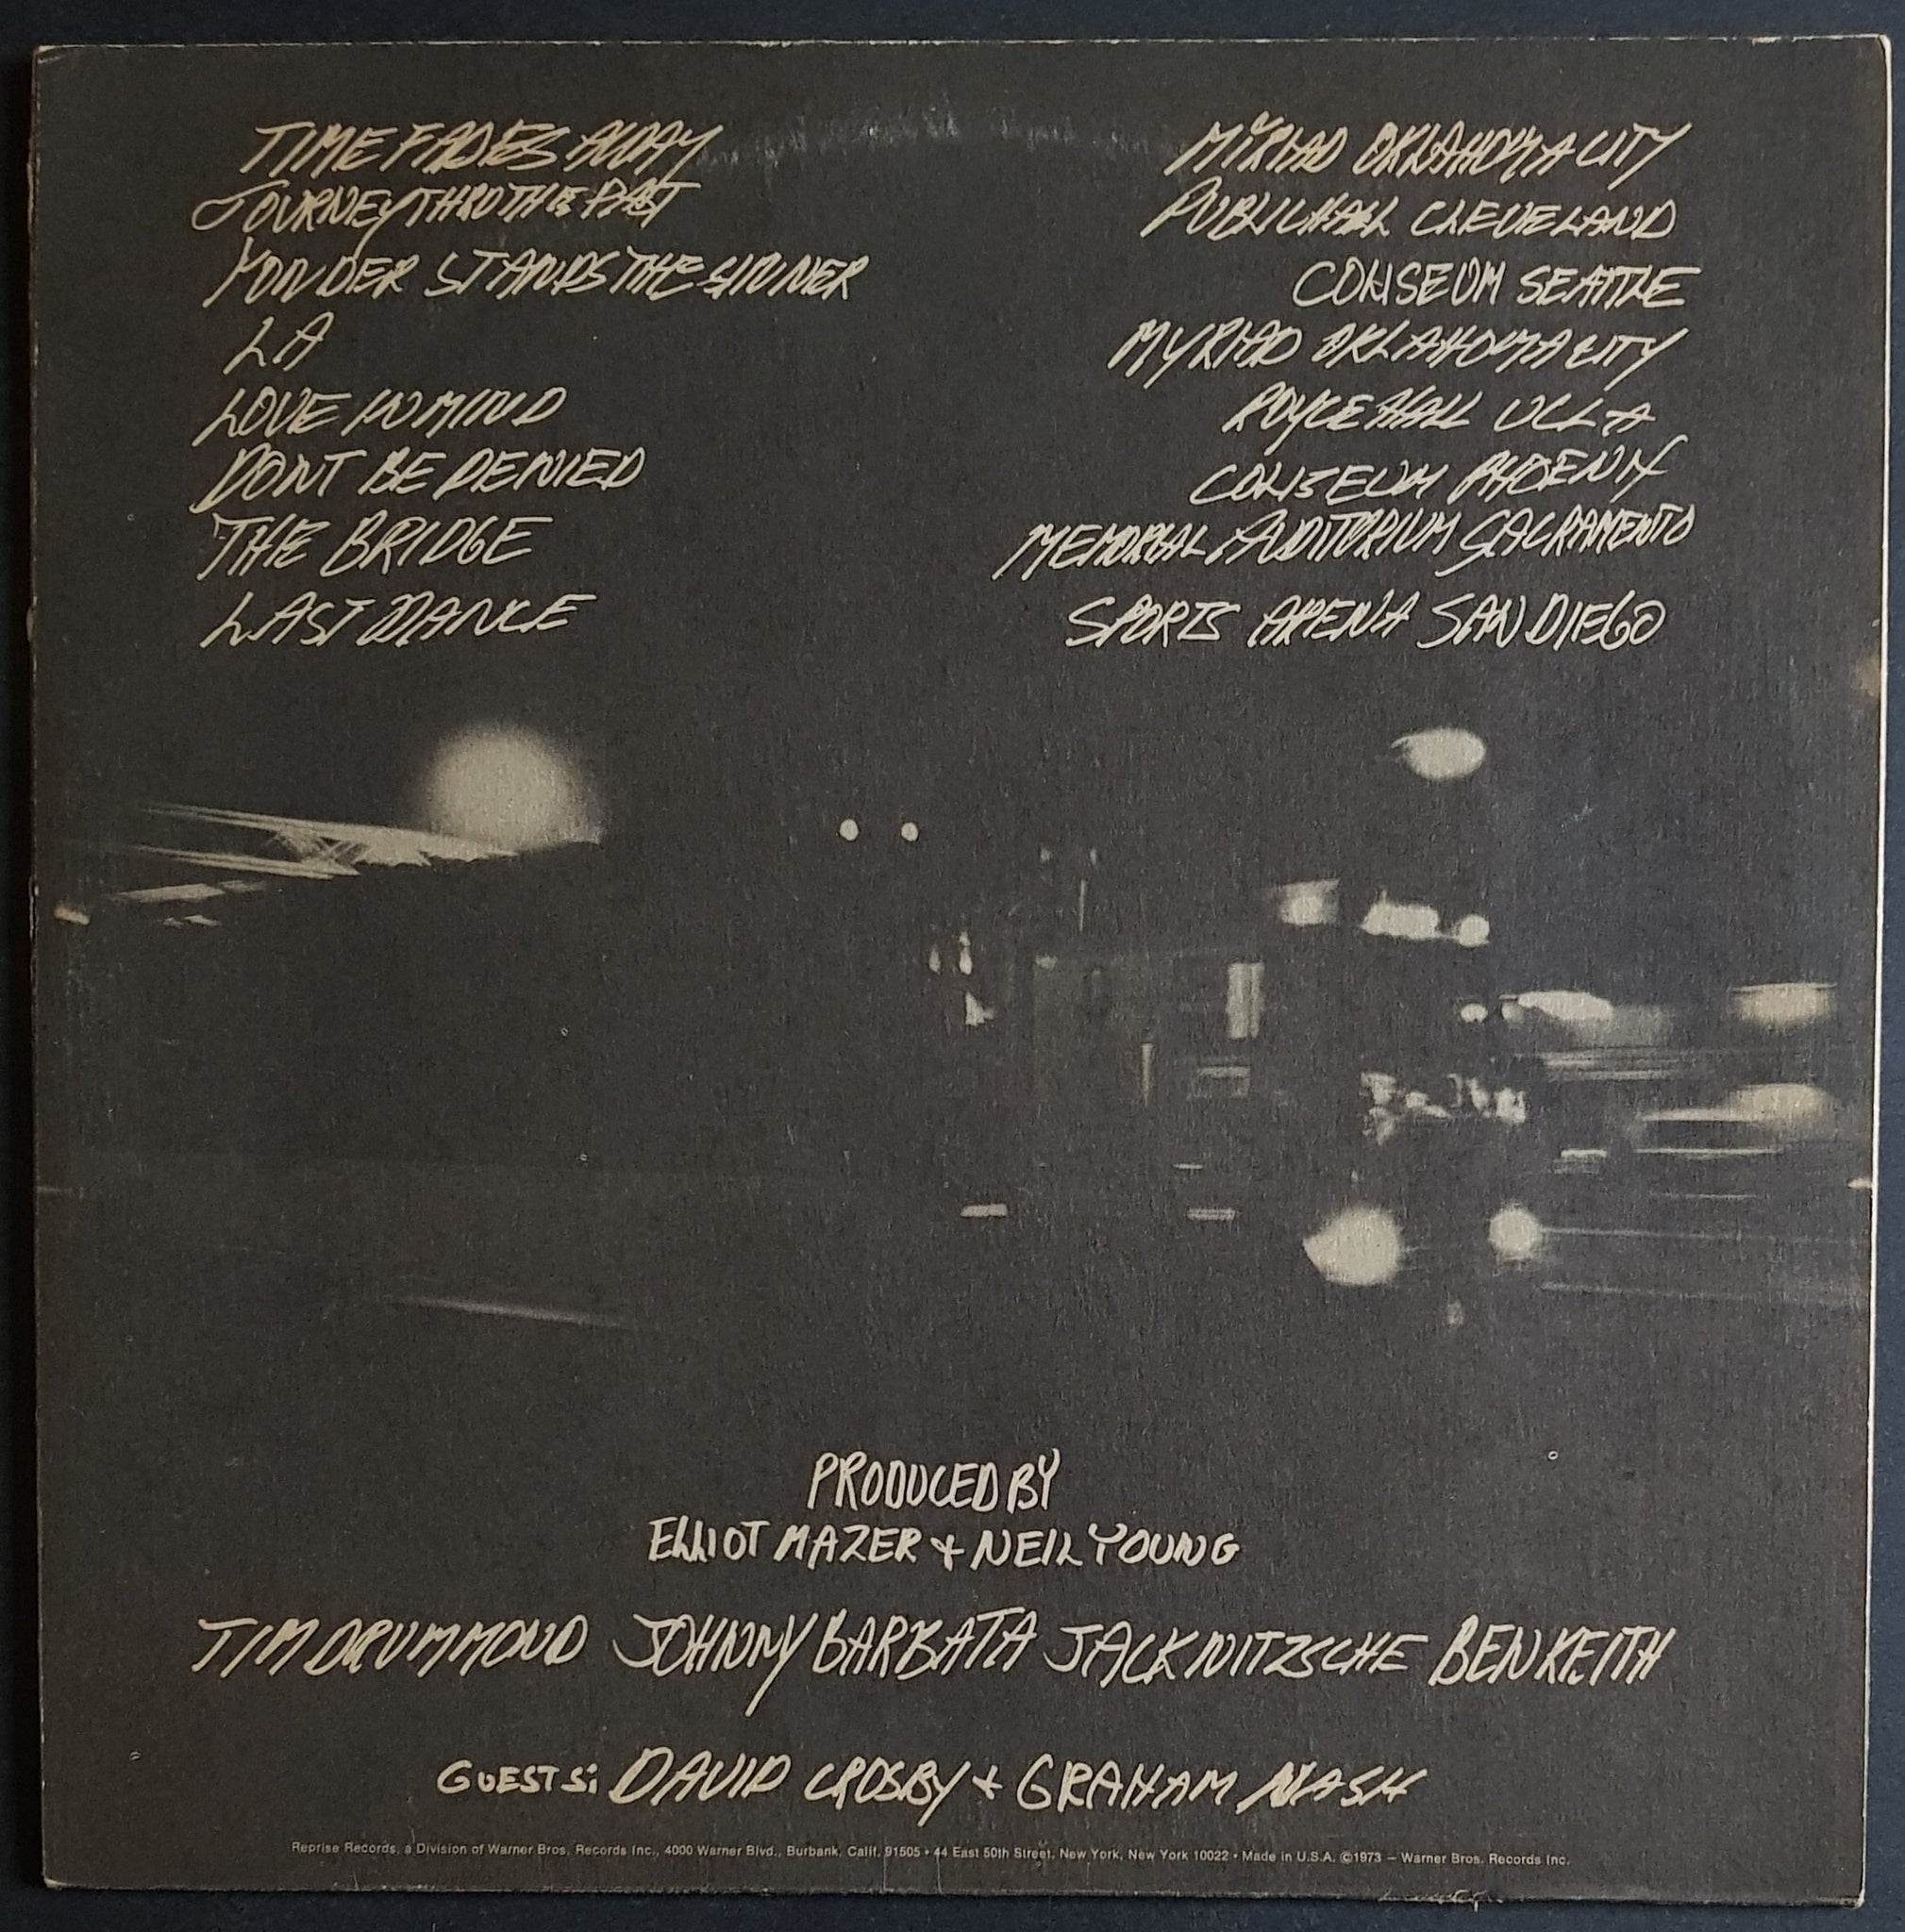 TIME FADES AWAY MYRIAD OKLAHOMA CITY
JOURNEY THRO THE PAST PUBLIC HALL CLEVELAND
YONDER STANDS THE SINNER COLISEUM SEATTLE
LA MYRIAD OKLAHOMA CITY
LOVE IN MIND ROYCE HALL UCLA
DONT BE DENIED COLISEUM PHOENIX
THE BRIDGE MEMORIAL AUDITORIUM SACRAMENTO
LAST DANCE SPORTS ARENA SAN DIEGO
PRODUCED BY
ELLIOT MAZER + NEIL YOUNG
TIM DRUMMOND JOHNNY BARBATA JACK NITZSCHE BEN KEITH
GUESTS: DAVID CROSBY + GRAHAM NASH
Reprise Records, a Division of Warner Bros. Records Inc., 4000 Warner Blvd., Burbank, Calif. 91505 • 44 East 50th Street, New York, New York 10022 • Made in U.S.A. ©1973 – Warner Bros. Records Inc.